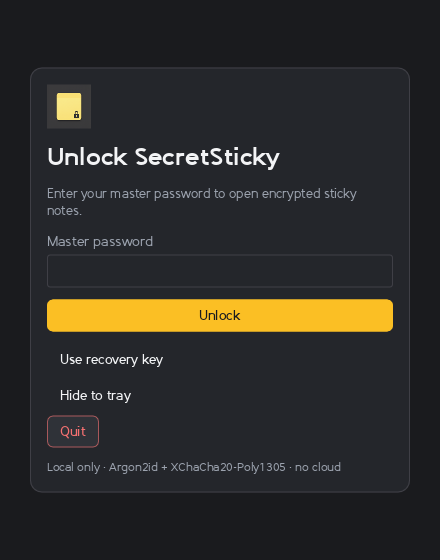 Unlock SecretSticky
Enter your master password to open encrypted sticky
notes.
Master password
Unlock
Use recovery key
Hide to tray
Quit
Local only · Argon2id + XChaCha20-Poly1305 · no cloud